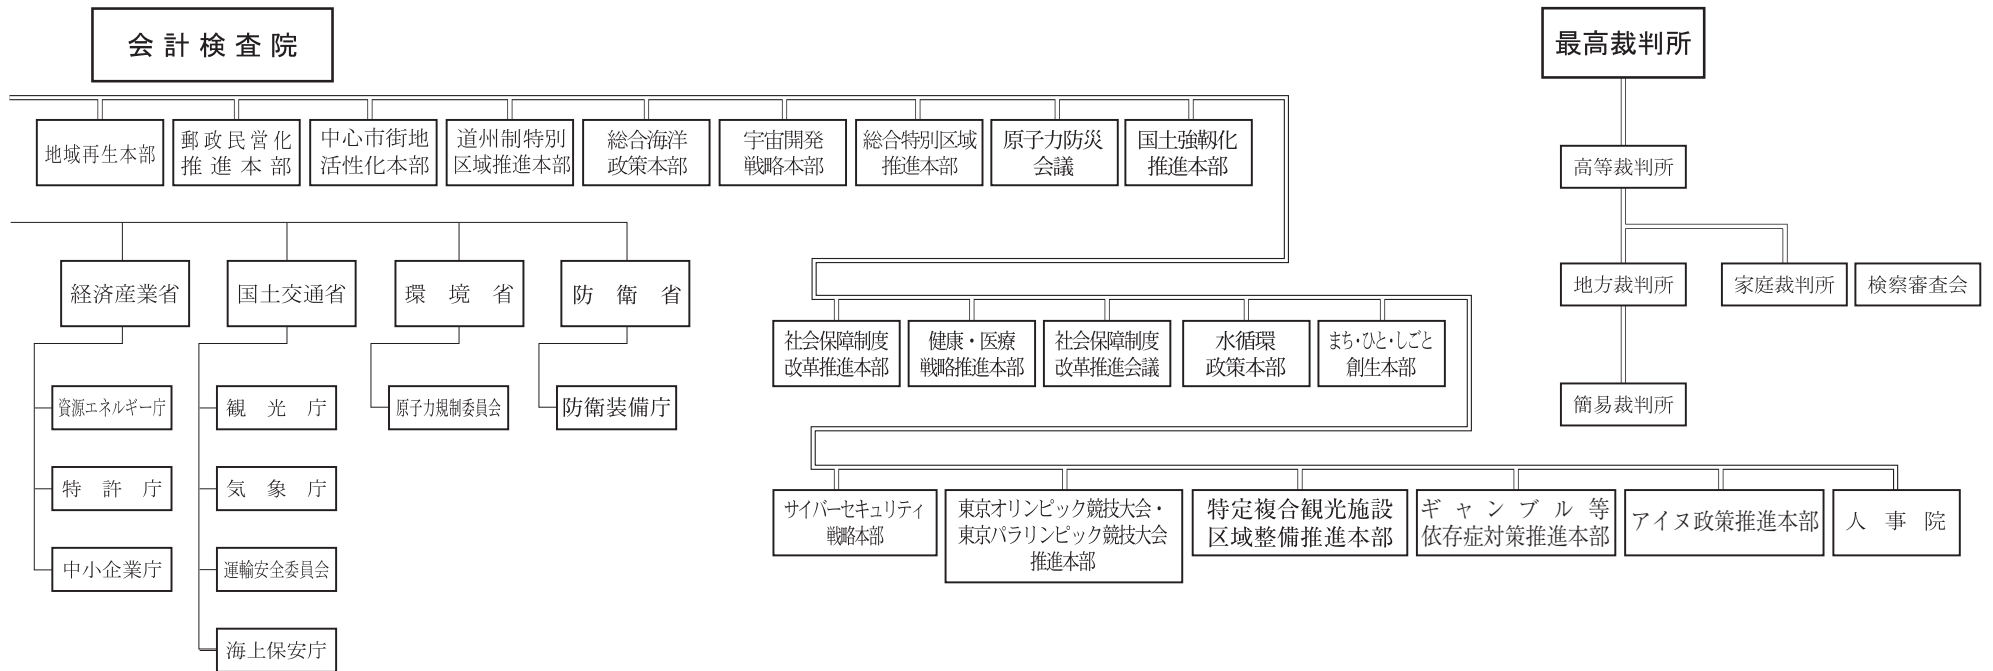 会計検査院
最高裁判所
地域再生本部
郵政民営化
推進本部
中心市街地
活性化本部
道州制特別
区域推進本部
総合海洋
政策本部
宇宙開発
戦略本部
総合特別区域
推進本部
原子力防災
会議
国土強靱化
推進本部
高等裁判所
地方裁判所
家庭裁判所
検察審査会
簡易裁判所
経済産業省
国土交通省
環境省
防衛省
資源エネルギー庁
特許庁
中小企業庁
観光庁
気象庁
運輸安全委員会
海上保安庁
原子力規制委員会
防衛装備庁
社会保障制度
改革推進本部
健康・医療
戦略推進本部
社会保障制度
改革推進会議
水循環
政策本部
まち・ひと・しごと
創生本部
サイバーセキュリティ
戦略本部
東京オリンピック競技大会・
東京パラリンピック競技大会
推進本部
特定複合観光施設
区域整備推進本部
ギャンブル等
依存症対策推進本部
アイヌ政策推進本部
人事院